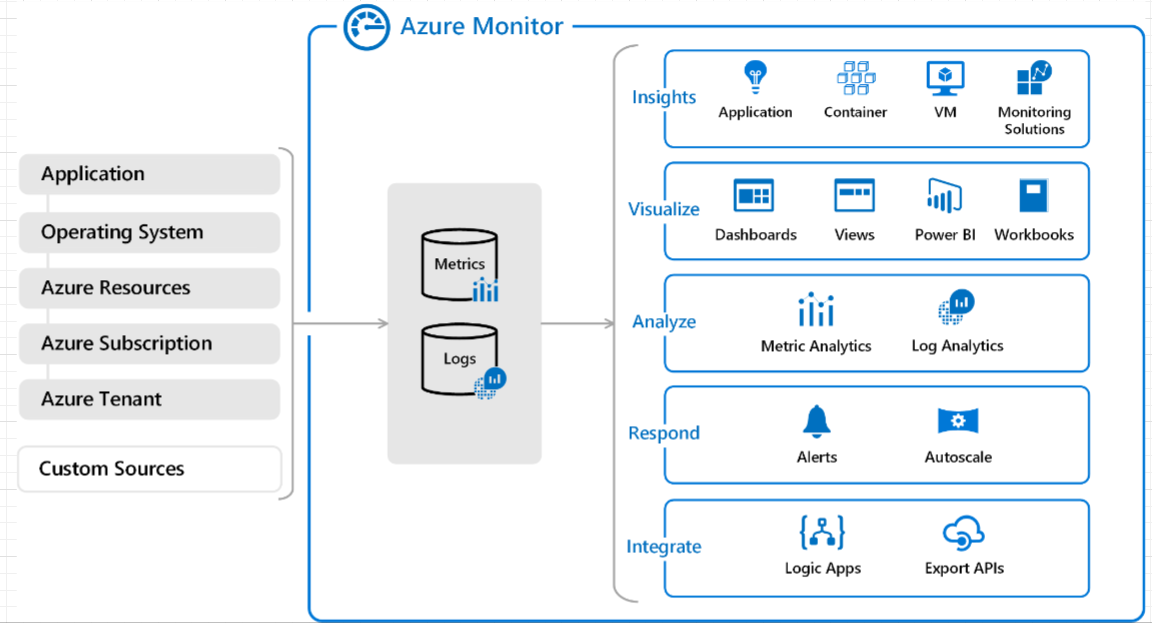 Azure Monitor
Application
Operating System
Azure Resources
Azure Subscription
Azure Tenant
Custom Sources
Metrics
Logs
Insights
Application
Container
VM
Monitoring
Solutions
Visualize
Dashboards
Views
Power BI
Workbooks
Analyze
Metric Analytics
Log Analytics
Respond
Alerts
Autoscale
Integrate
Logic Apps
Export APIs